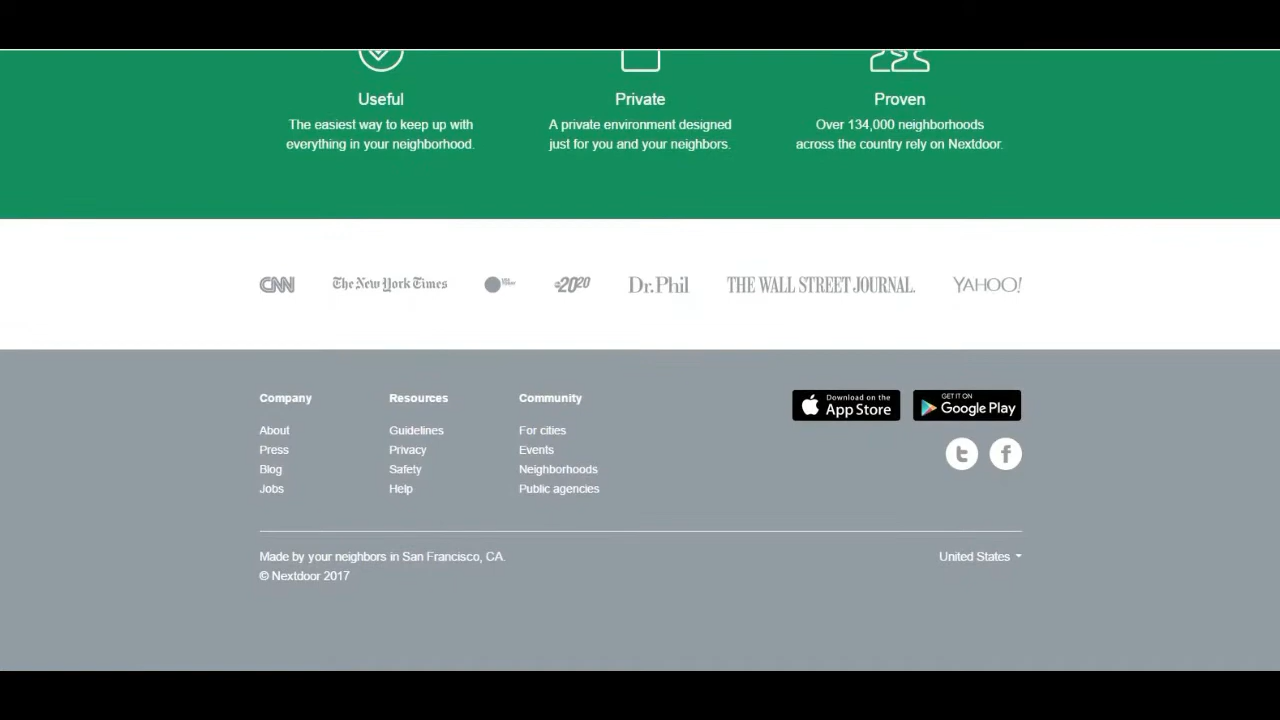 Useful
The easiest way to keep up with
everything in your neighborhood.
Private
A private environment designed
just for you and your neighbors.
Proven
Over 134,000 neighborhoods
across the country rely on Nextdoor.
CNN
The New York Times
2020
Dr. Phil
THE WALL STREET JOURNAL.
YAHOO!
Company
About
Press
Blog
Jobs
Resources
Guidelines
Privacy
Safety
Help
Community
For cities
Events
Neighborhoods
Public agencies
Download on the
App Store
GET IT ON
Google Play
Made by your neighbors in San Francisco, CA.
© Nextdoor 2017
United States